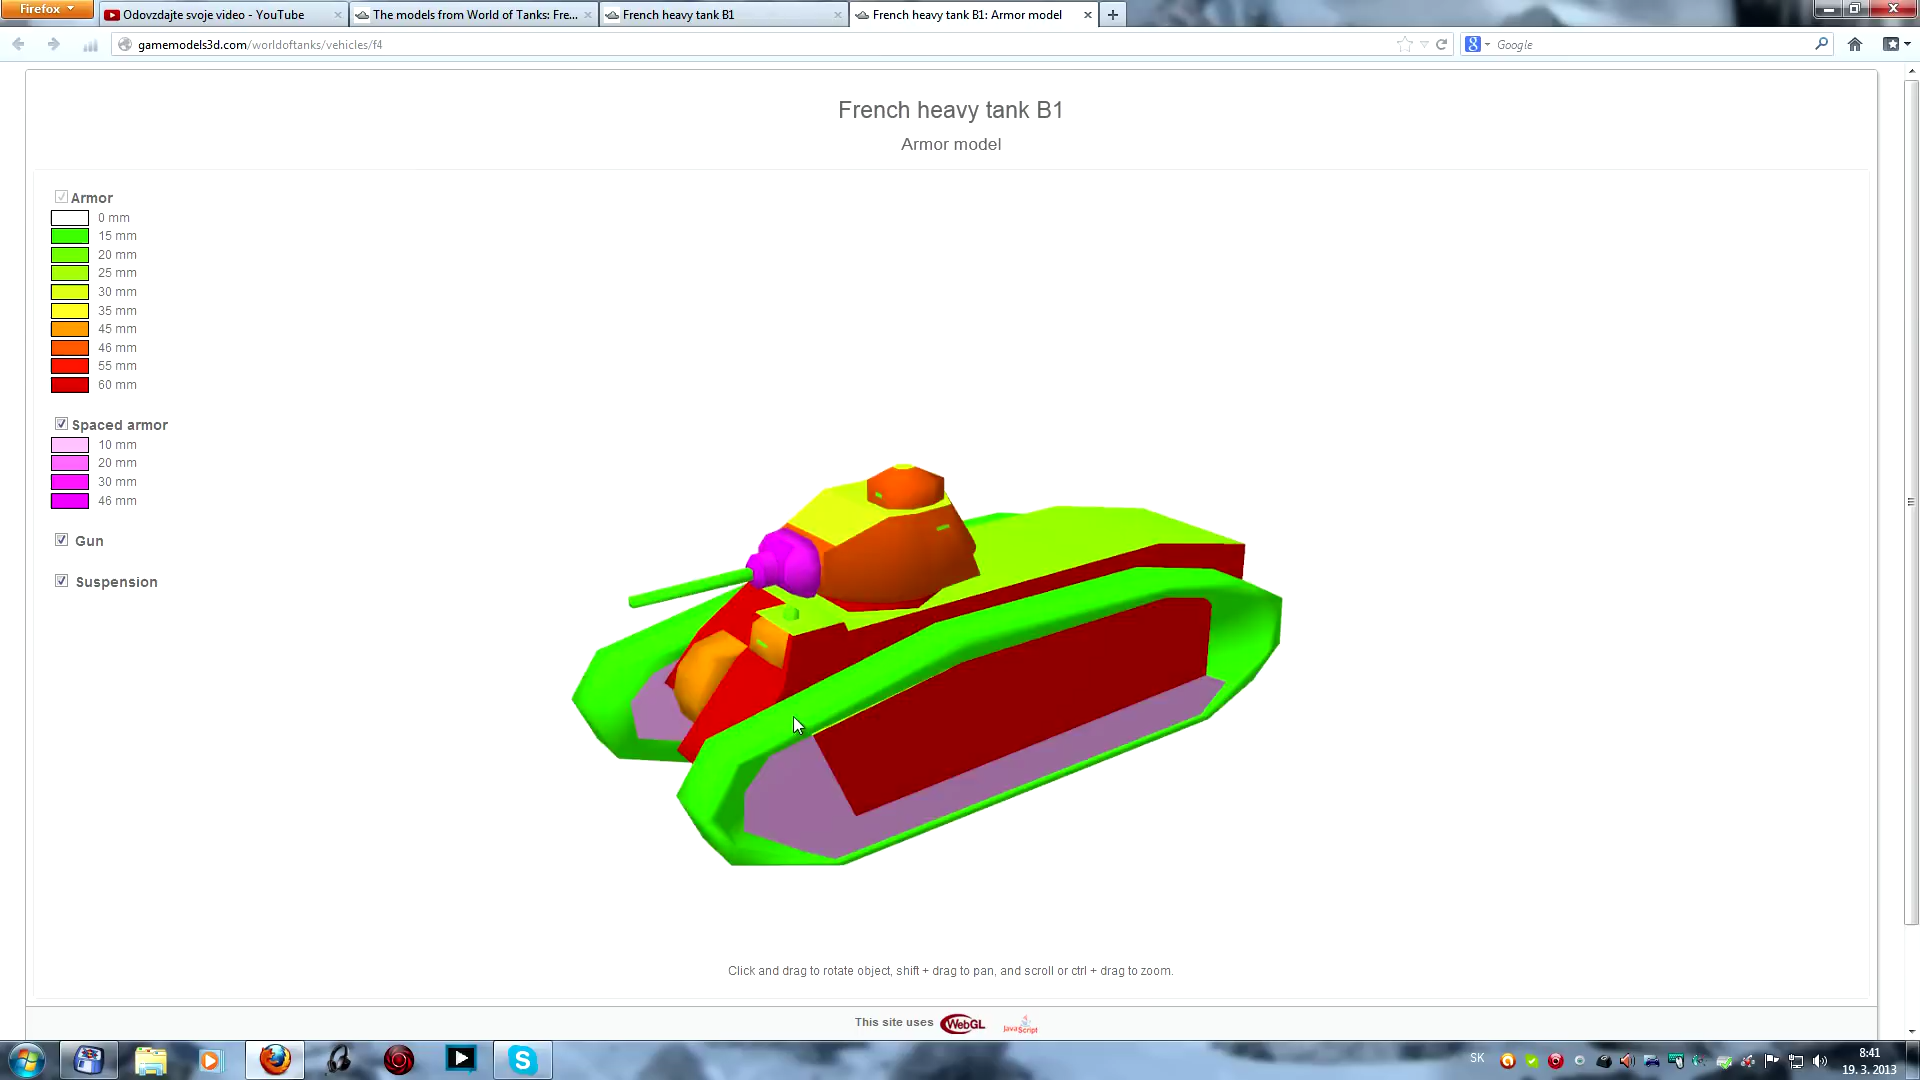 Firefox
Odovzdajte svoje video - YouTube
The models from World of Tanks: Fre...
French heavy tank B1
French heavy tank B1: Armor model
gamemodels3d.com/worldoftanks/vehicles/f4
Google
French heavy tank B1
Armor model
Armor
0 mm
15 mm
20 mm
25 mm
30 mm
35 mm
45 mm
46 mm
55 mm
60 mm
Spaced armor
10 mm
20 mm
30 mm
46 mm
Gun
Suspension
Click and drag to rotate object, shift + drag to pan, and scroll or ctrl + drag to zoom.
This site uses WebGL JavaScript
SK
8:41
19. 3. 2013